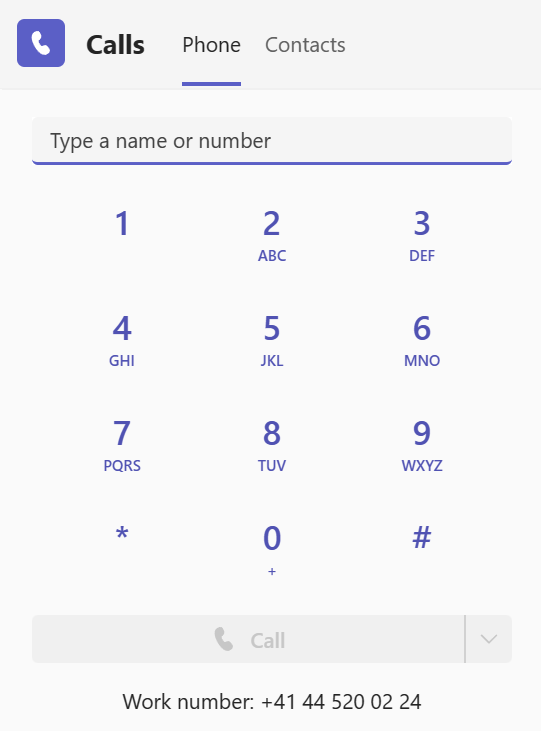 Calls Phone Contacts
Type a name or number
1 2 3
ABC DEF
4 5 6
GHI JKL MNO
7 8 9
PQRS TUV WXYZ
* 0 #
+
Call
Work number: +41 44 520 02 24